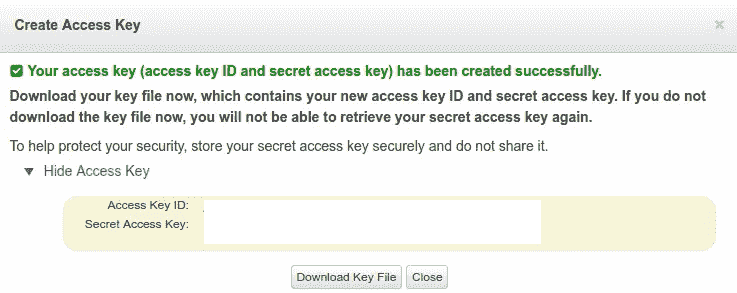 Create Access Key
Your access key (access key ID and secret access key) has been created successfully.
Download your key file now, which contains your new access key ID and secret access key. If you do not
download the key file now, you will not be able to retrieve your secret access key again.
To help protect your security, store your secret access key securely and do not share it.
Hide Access Key
Access Key ID:
Secret Access Key:
Download Key File Close